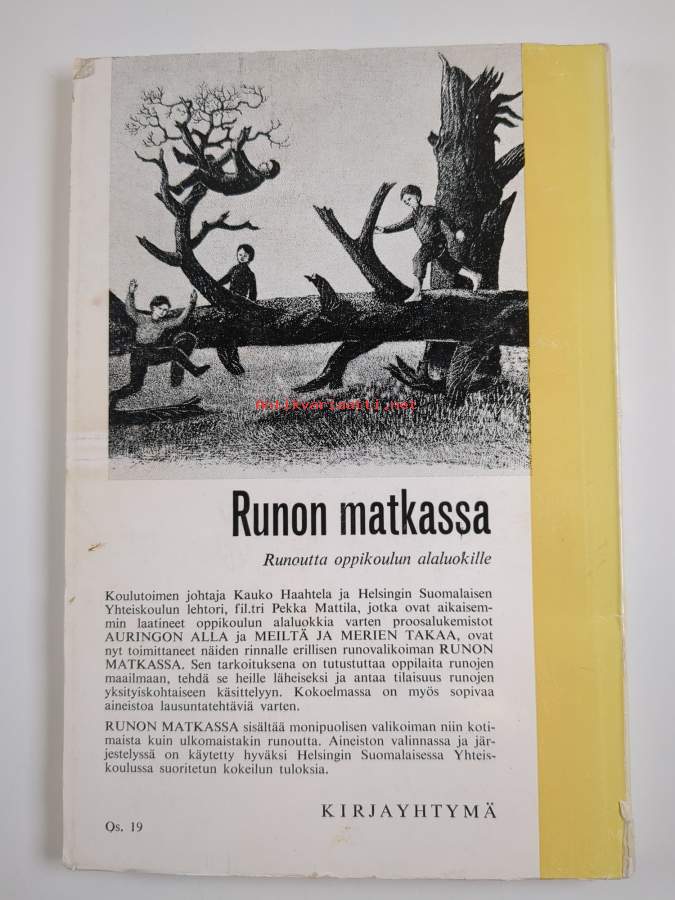 Antikvariaatti.net
Runon matkassa
Runoutta oppikoulun alaluokille
Koulutoimen johtaja Kauko Haahtela ja Helsingin Suomalaisen
Yhteiskoulun lehtori, fil.tri Pekka Mattila, jotka ovat aikaisem-
min laatineet oppikoulun alaluokkia varten proosalukemistot
AURINGON ALLA ja MEILTÄ JA MERIEN TAKAA, ovat
nyt toimittaneet näiden rinnalle erillisen runovalikoiman RUNON
MATKASSA. Sen tarkoituksena on tutustuttaa oppilaita runojen
maailmaan, tehdä se heille läheiseksi ja antaa tilaisuus runojen
yksityiskohtaiseen käsittelyyn. Kokoelmassa on myös sopivaa
aineistoa lausuntatehtäviä varten.
RUNON MATKASSA sisältää monipuolisen valikoiman niin koti-
maista kuin ulkomaistakin runoutta. Aineiston valinnassa ja jär-
jestelyssä on käytetty hyväksi Helsingin Suomalaisessa Yhteis-
koulussa suoritetun kokeilun tuloksia.
KIRJAYHTYMÄ
Os. 19